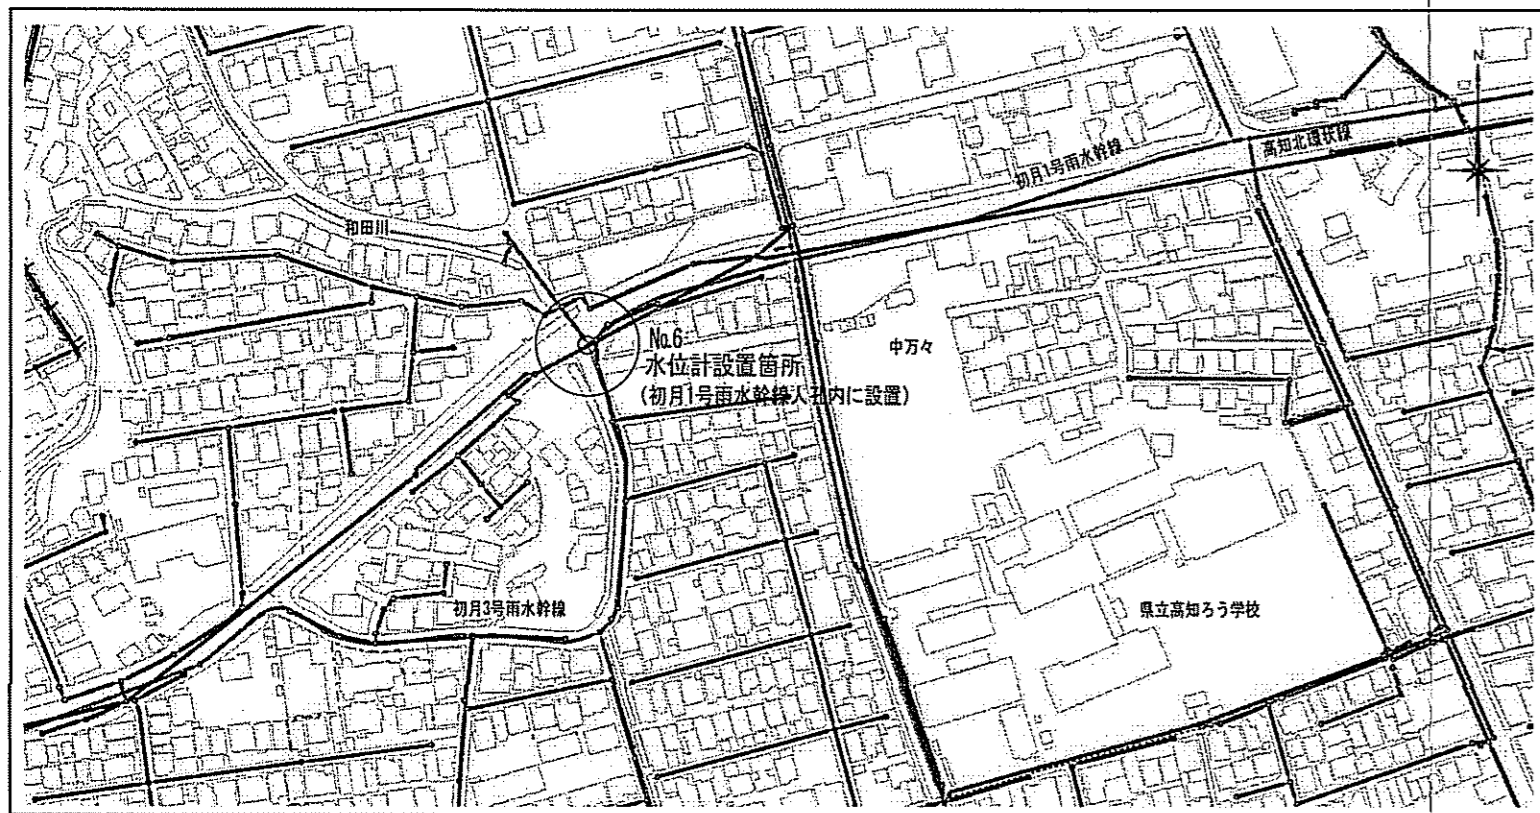 N
高知北環状線
初月1号雨水幹線
和田川
No.6
水位計設置箇所
(初月1号雨水幹線人孔内に設置)
中万々
初月3号雨水幹線
県立高知ろう学校